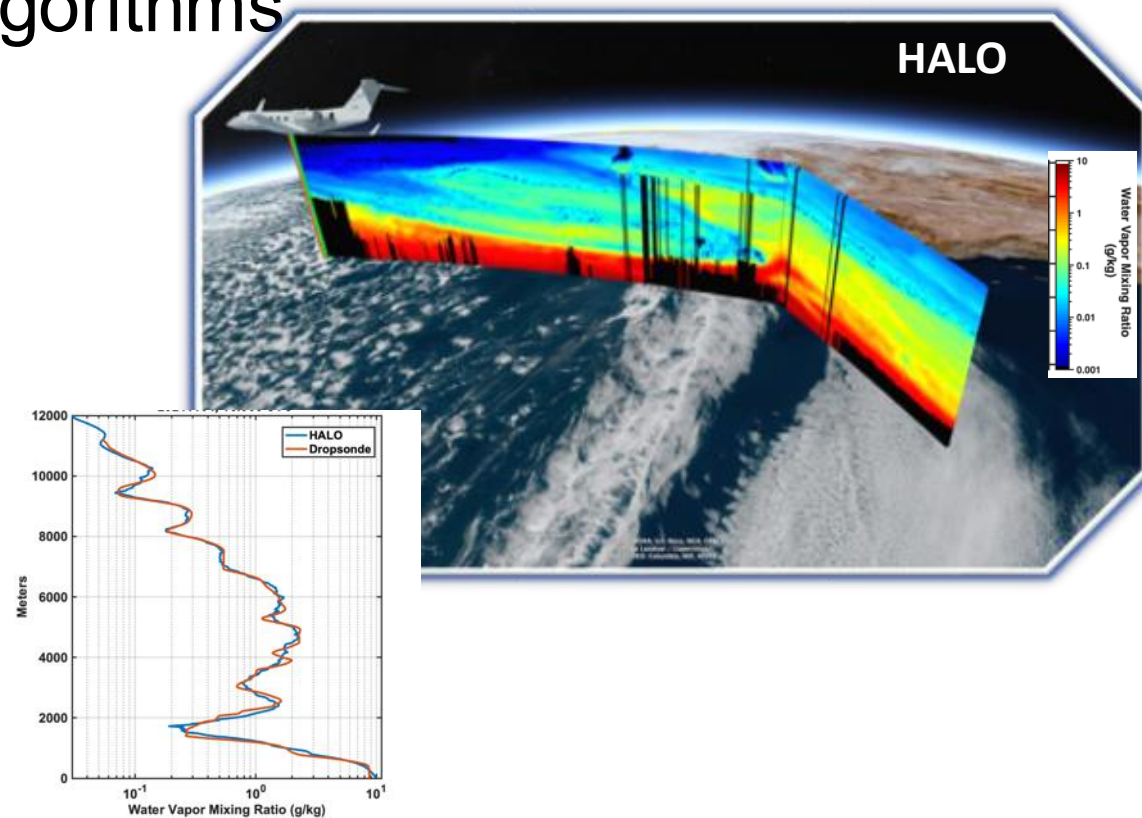 gorithms
HALO
10
1
0.1
0.01
0.001
Water Vapor Mixing Ratio
(g/kg)
12000
10000
8000
6000
4000
2000
0
Meters
HALO
Dropsonde
10⁻¹
10⁰
10¹
Water Vapor Mixing Ratio (g/kg)